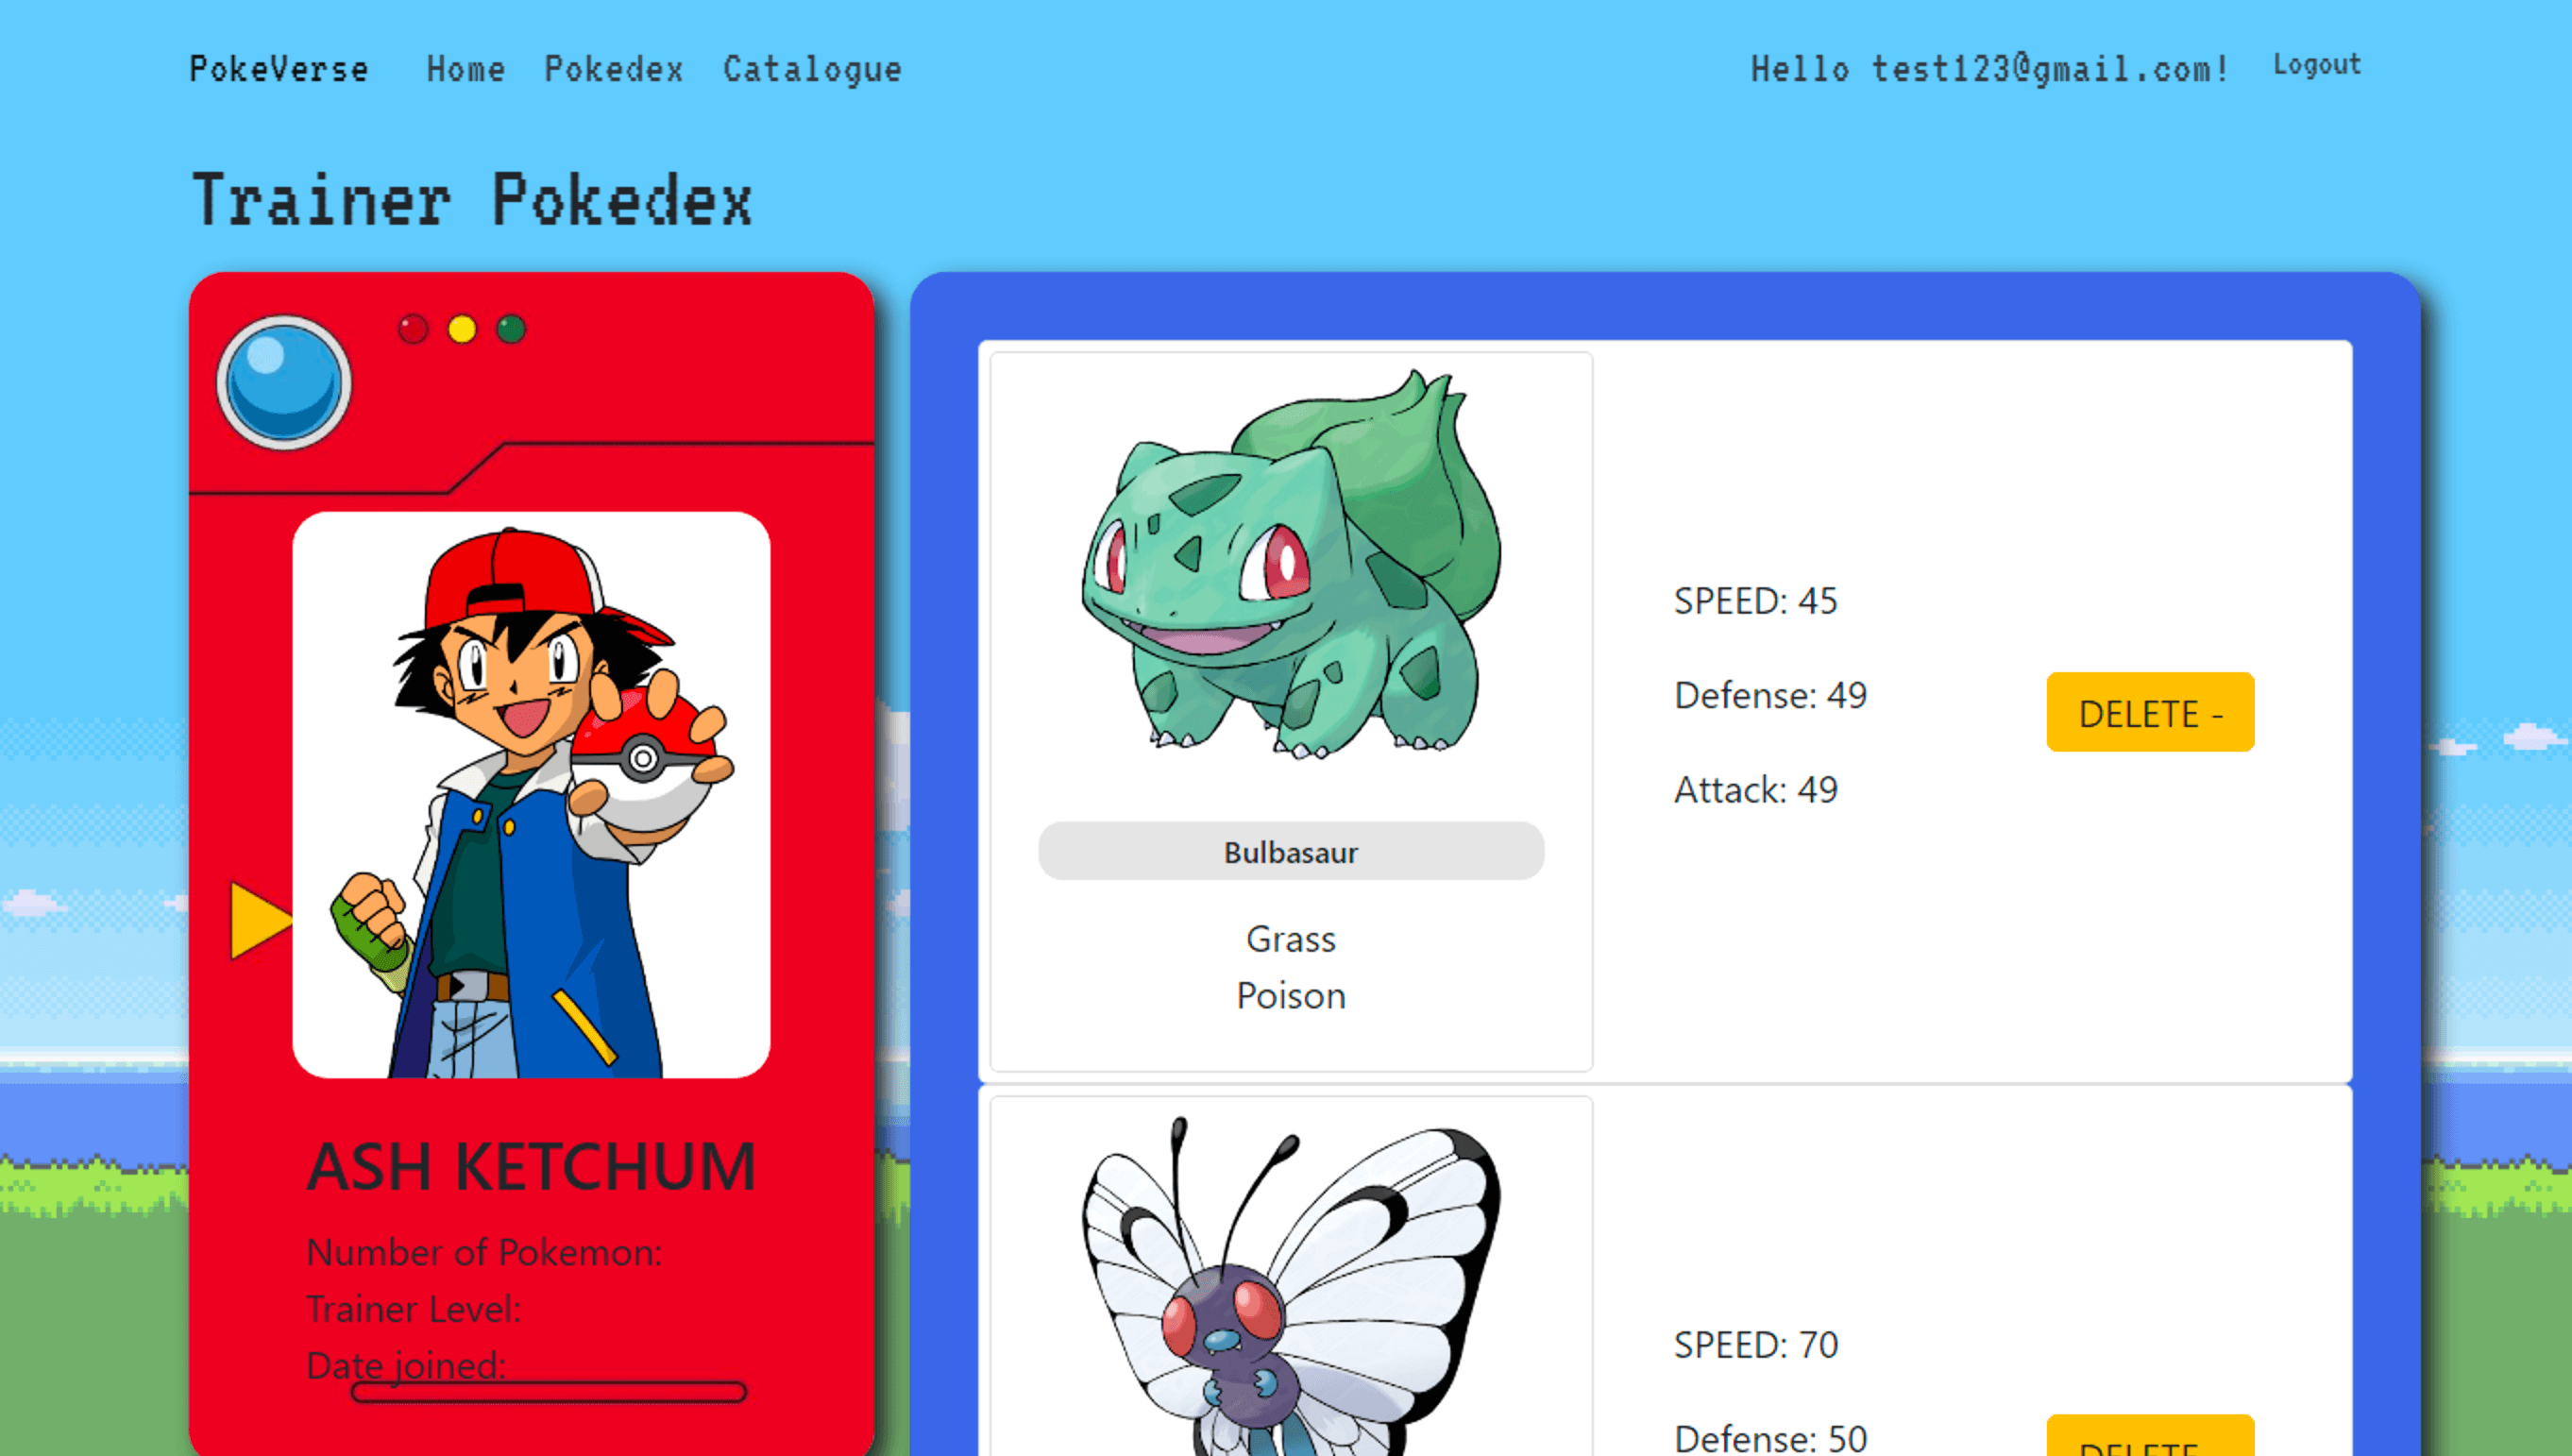 PokeVerse Home Pokedex Catalogue Hello test123@gmail.com! Logout
Trainer Pokedex
ASH KETCHUM
Number of Pokemon:
Trainer Level:
Date joined:
Bulbasaur
Grass
Poison
SPEED: 45
Defense: 49
Attack: 49
DELETE -
SPEED: 70
Defense: 50
DELETE -